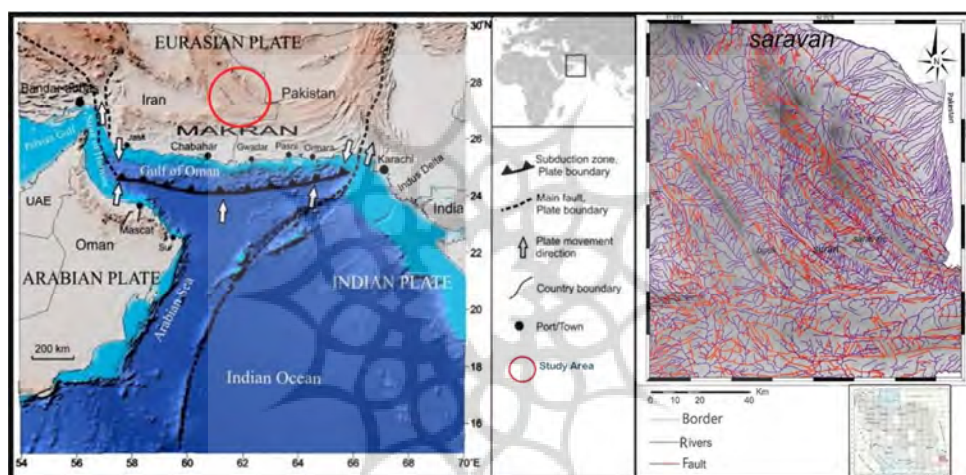 EURASIAN PLATE
30°N
Iran
Pakistan
28
MAKRAN
26
Jask
Chabahar
Gwadar
Pasni
Ormara
Karachi
Gulf of Oman
Indus Delta
24
UAE
Mascat
Sur
India
Oman
22
ARABIAN PLATE
INDIAN PLATE
20
Arabian Sea
200 km
18
Indian Ocean
16
54 56 58 60 62 64 66 68 70°E
Subduction zone,
Plate boundary
Main fault,
Plate boundary
Plate movement
direction
Country boundary
Port/Town
Study Area
saravan
N
Pakistan
suran
0 10 20 40
Km
Border
Rivers
Fault